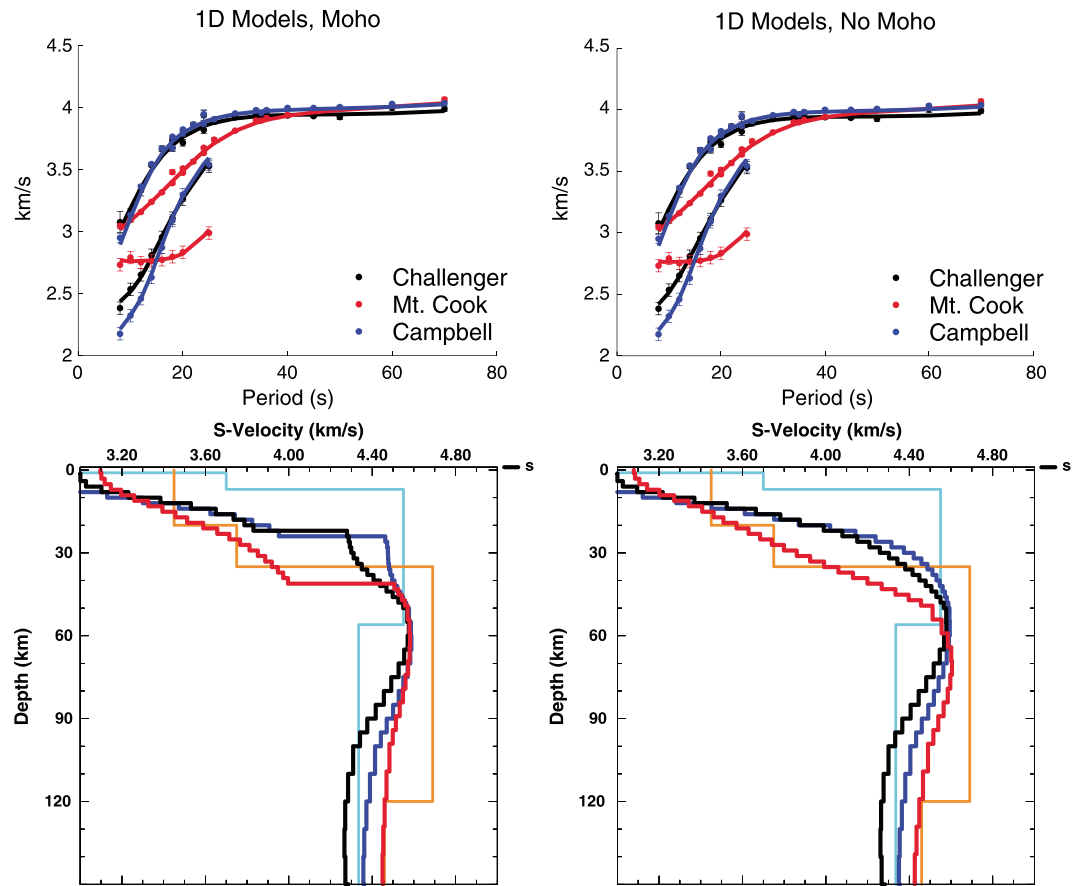 1D Models, Moho
4.5
4
3.5
3
2.5
2
km/s
Challenger
Mt. Cook
Campbell
0 20 40 60 80
Period (s)
1D Models, No Moho
4.5
4
3.5
3
2.5
2
km/s
Challenger
Mt. Cook
Campbell
0 20 40 60 80
Period (s)
S-Velocity (km/s)
3.20 3.60 4.00 4.40 4.80
0
30
60
90
120
Depth (km)
s
S-Velocity (km/s)
3.20 3.60 4.00 4.40 4.80
0
30
60
90
120
Depth (km)
s